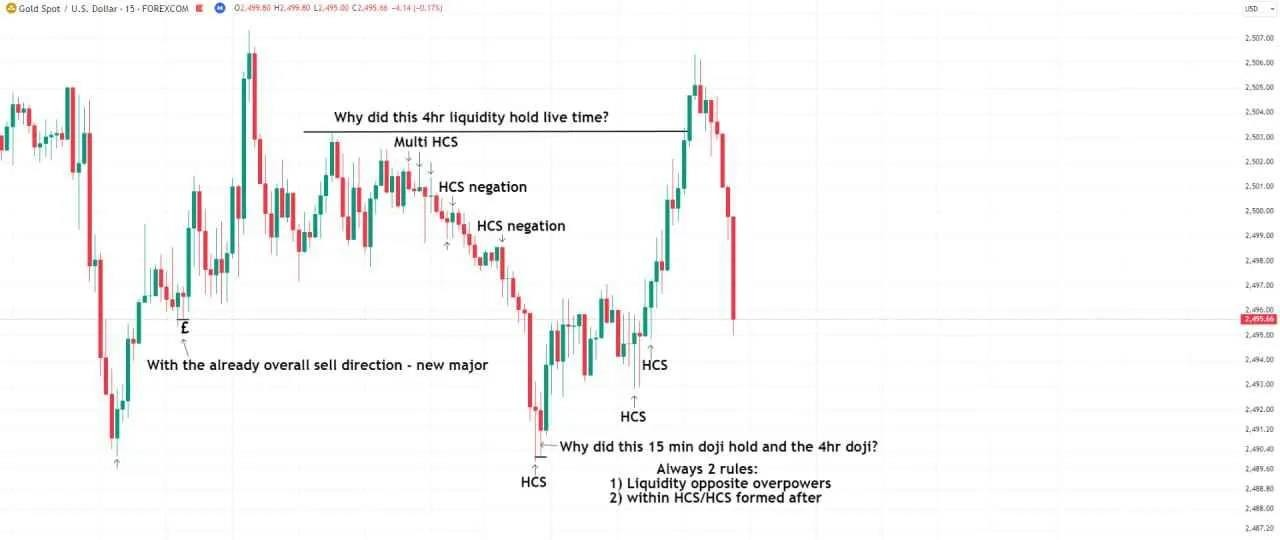 Gold Spot / U.S. Dollar · 15 · FOREXCOM O2,499.80 H2,499.80 L2,495.00 C2,495.66 −4.14 (−0.17%)
USD
2,507.00
2,506.00
2,505.00
2,504.00
2,503.00
2,502.00
2,501.00
2,500.00
2,499.00
2,498.00
2,497.00
2,496.00
2,495.66
2,495.00
2,494.00
2,493.00
2,492.00
2,491.20
2,490.40
2,489.60
2,488.80
2,488.00
2,487.20
Why did this 4hr liquidity hold live time?
Multi HCS
HCS negation
HCS negation
£
With the already overall sell direction - new major
HCS
HCS
Why did this 15 min doji hold and the 4hr doji?
HCS
Always 2 rules:
1) Liquidity opposite overpowers
2) within HCS/HCS formed after